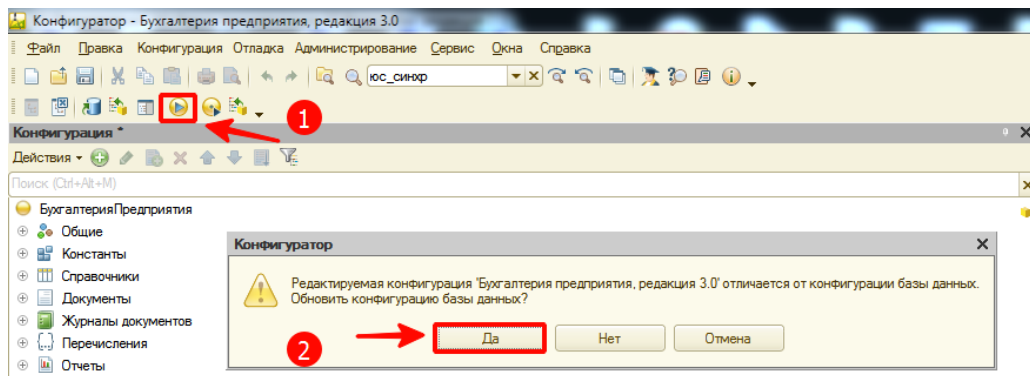 Конфигуратор - Бухгалтерия предприятия, редакция 3.0
Файл Правка Конфигурация Отладка Администрирование Сервис Окна Справка
юс_синхр
1
Конфигурация *
Действия
Поиск (Ctrl+Alt+M)
БухгалтерияПредприятия
Общие
Константы
Справочники
Документы
Журналы документов
Перечисления
Отчеты
Конфигуратор
Редактируемая конфигурация 'Бухгалтерия предприятия, редакция 3.0' отличается от конфигурации базы данных.
Обновить конфигурацию базы данных?
2
Да Нет Отмена